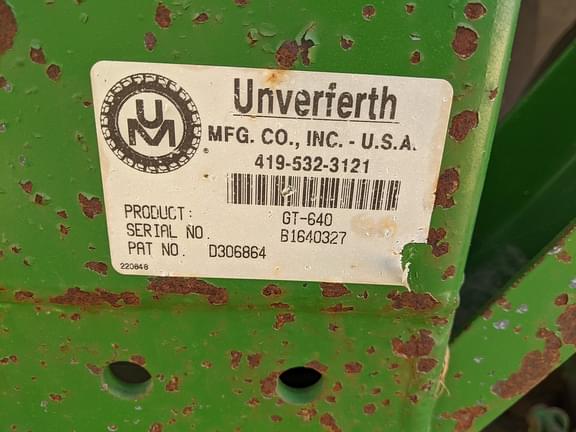 UM
Unverferth
MFG. CO., INC. - U.S.A.
419-532-3121
PRODUCT: GT-640
SERIAL NO. B1640327
PAT NO. D306864
220848